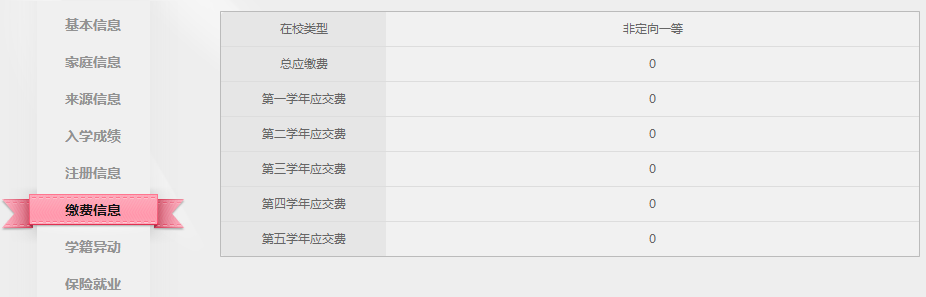 基本信息
家庭信息
来源信息
入学成绩
注册信息
缴费信息
学籍异动
保险就业
在校类型 非定向一等
总应缴费 0
第一学年应交费 0
第二学年应交费 0
第三学年应交费 0
第四学年应交费 0
第五学年应交费 0